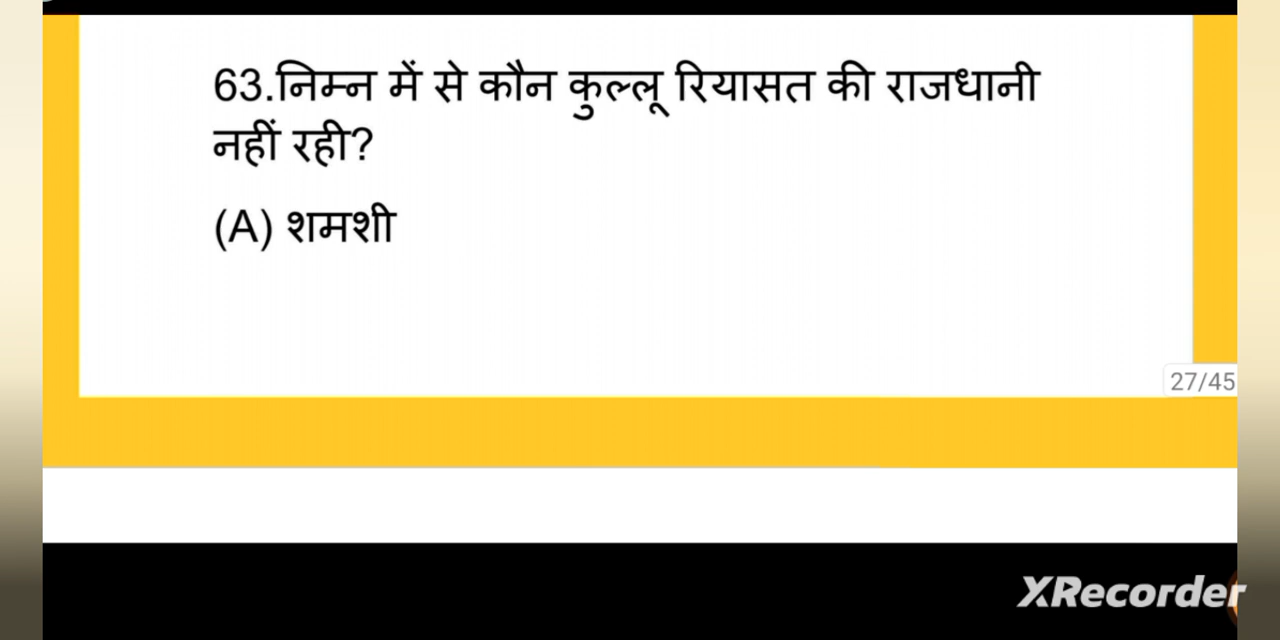 63.निम्न में से कौन कुल्लू रियासत की राजधानी
नहीं रही?
(A) शमशी
27/45
XRecorder